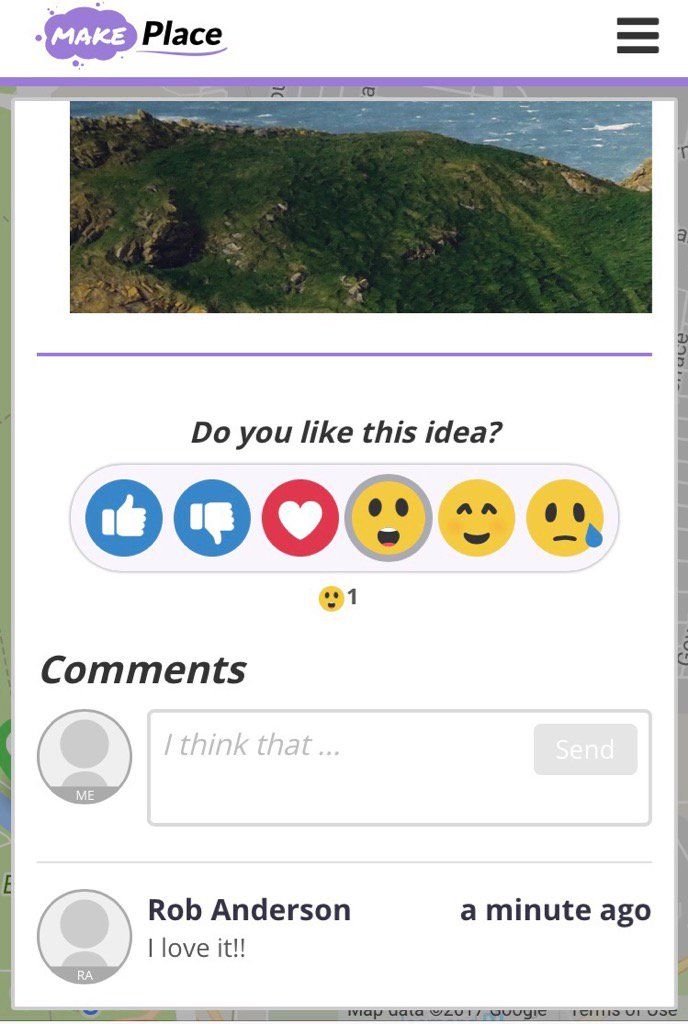 MAKE Place
Do you like this idea?
1
Comments
ME
I think that ...
Send
Rob Anderson
a minute ago
I love it!!
RA
Map data ©2017 Google
Terms of Use